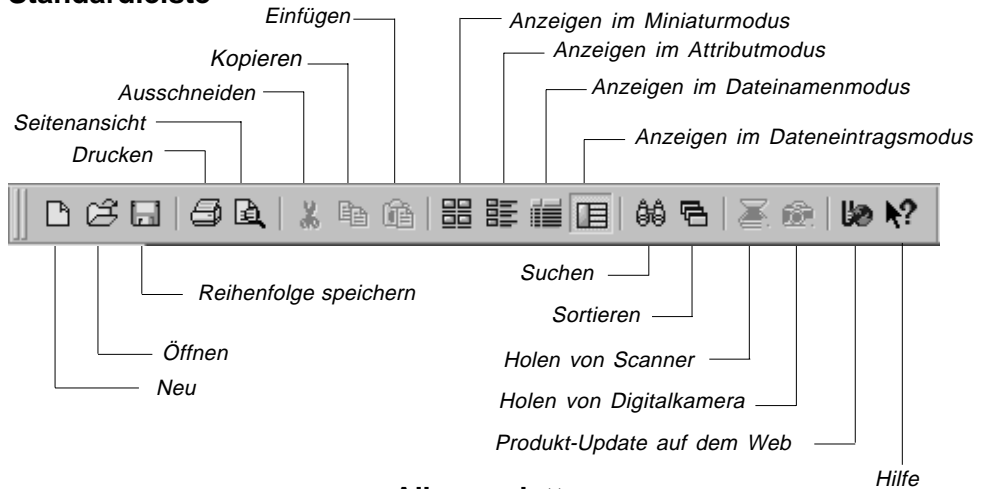 Einfügen
Anzeigen im Miniaturmodus
Kopieren
Anzeigen im Attributmodus
Ausschneiden
Anzeigen im Dateinamenmodus
Seitenansicht
Anzeigen im Dateneintragsmodus
Drucken
Suchen
Reihenfolge speichern
Sortieren
Öffnen
Holen von Scanner
Neu
Holen von Digitalkamera
Produkt-Update auf dem Web
Hilfe